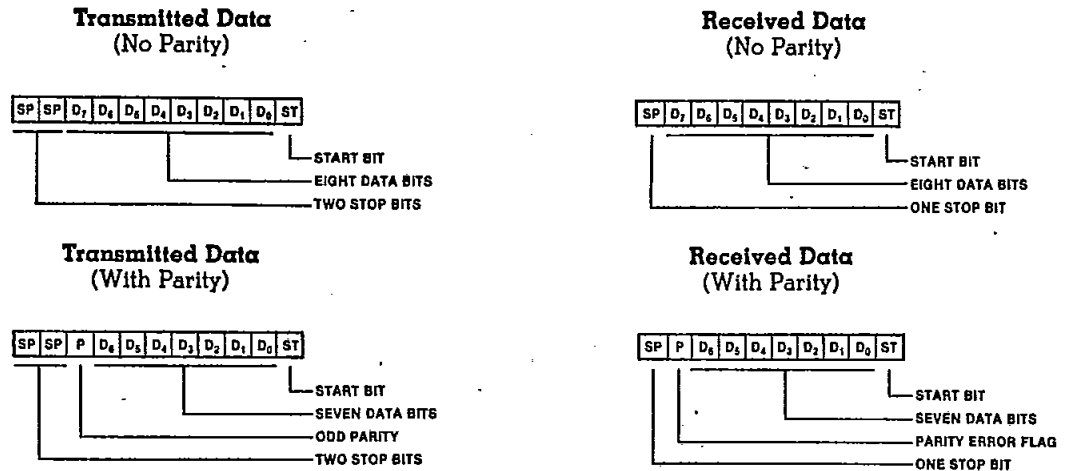 Transmitted Data
(No Parity)
SP SP D₇ D₆ D₅ D₄ D₃ D₂ D₁ D₀ ST
START BIT
EIGHT DATA BITS
TWO STOP BITS
Received Data
(No Parity)
SP D₇ D₆ D₅ D₄ D₃ D₂ D₁ D₀ ST
START BIT
EIGHT DATA BITS
ONE STOP BIT
Transmitted Data
(With Parity)
SP SP P D₆ D₅ D₄ D₃ D₂ D₁ D₀ ST
START BIT
SEVEN DATA BITS
ODD PARITY
TWO STOP BITS
Received Data
(With Parity)
SP P D₆ D₅ D₄ D₃ D₂ D₁ D₀ ST
START BIT
SEVEN DATA BITS
PARITY ERROR FLAG
ONE STOP BIT